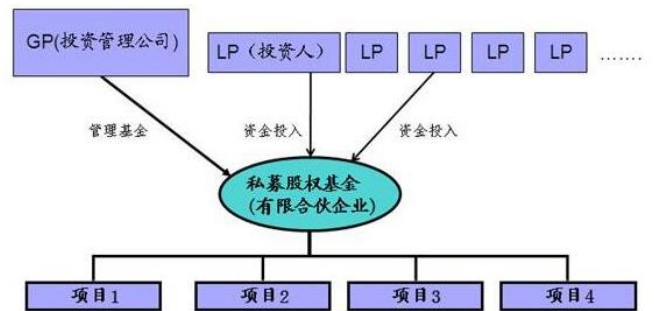 GP(投资管理公司)
LP（投资人） LP LP LP LP …….
管理基金 资金投入 资金投入
私募股权基金
(有限合伙企业)
项目1 项目2 项目3 项目4